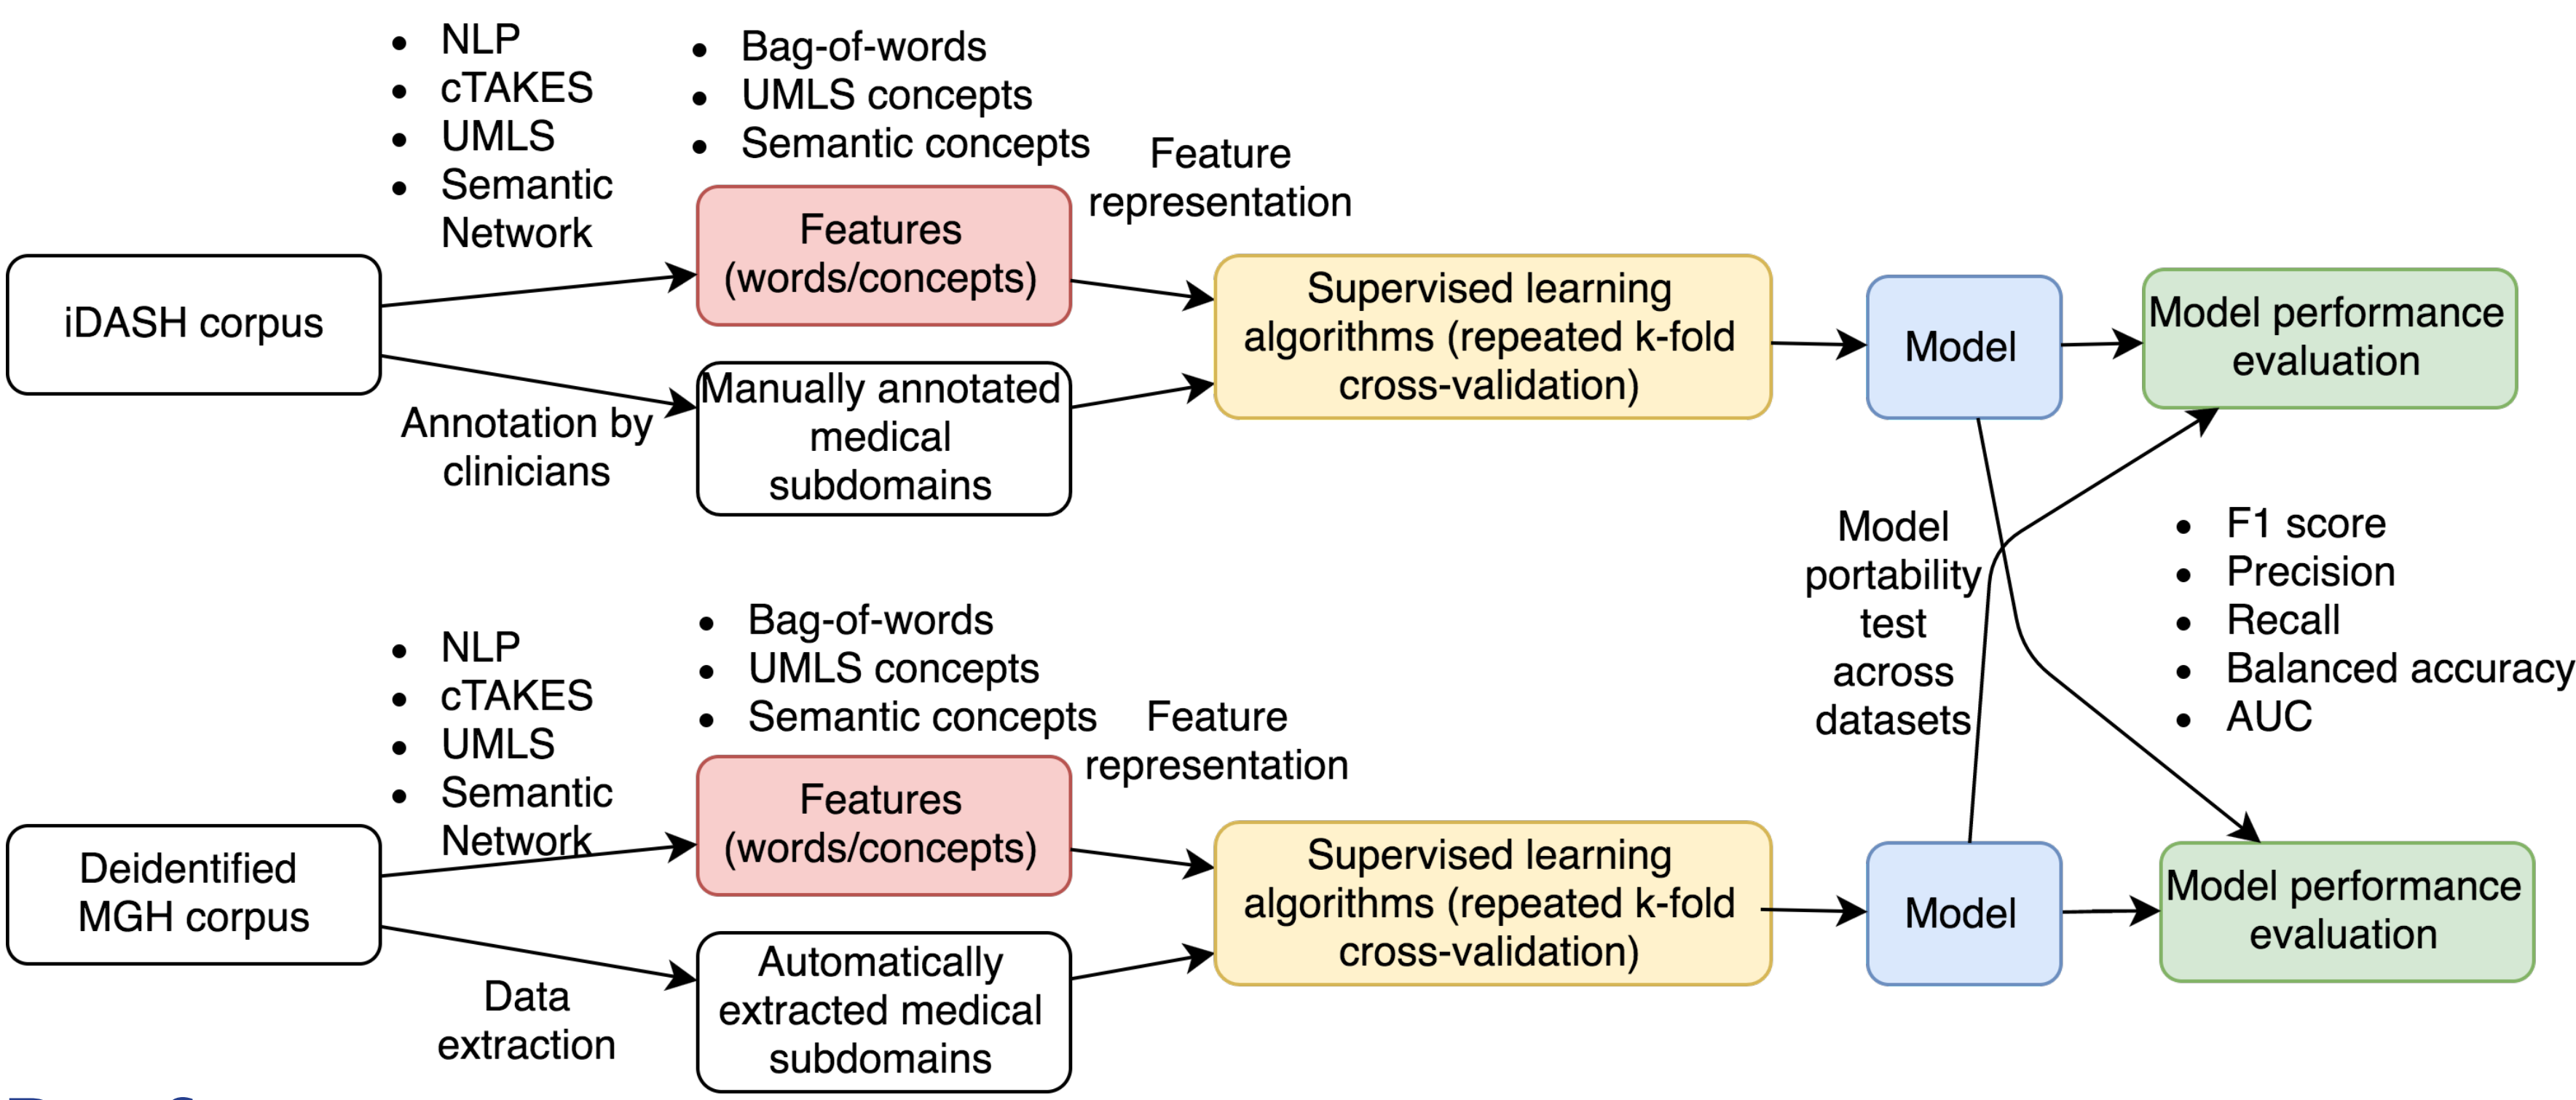 • NLP
• cTAKES
• UMLS
• Semantic
Network
• Bag-of-words
• UMLS concepts
• Semantic concepts
Feature
representation
iDASH corpus
Features
(words/concepts)
Annotation by
clinicians
Manually annotated
medical
subdomains
Supervised learning
algorithms (repeated k-fold
cross-validation)
Model
Model performance
evaluation
Model
portability
test
across
datasets
• F1 score
• Precision
• Recall
• Balanced accuracy
• AUC
• NLP
• cTAKES
• UMLS
• Semantic
Network
• Bag-of-words
• UMLS concepts
• Semantic concepts
Feature
representation
Deidentified
MGH corpus
Features
(words/concepts)
Data
extraction
Automatically
extracted medical
subdomains
Supervised learning
algorithms (repeated k-fold
cross-validation)
Model
Model performance
evaluation